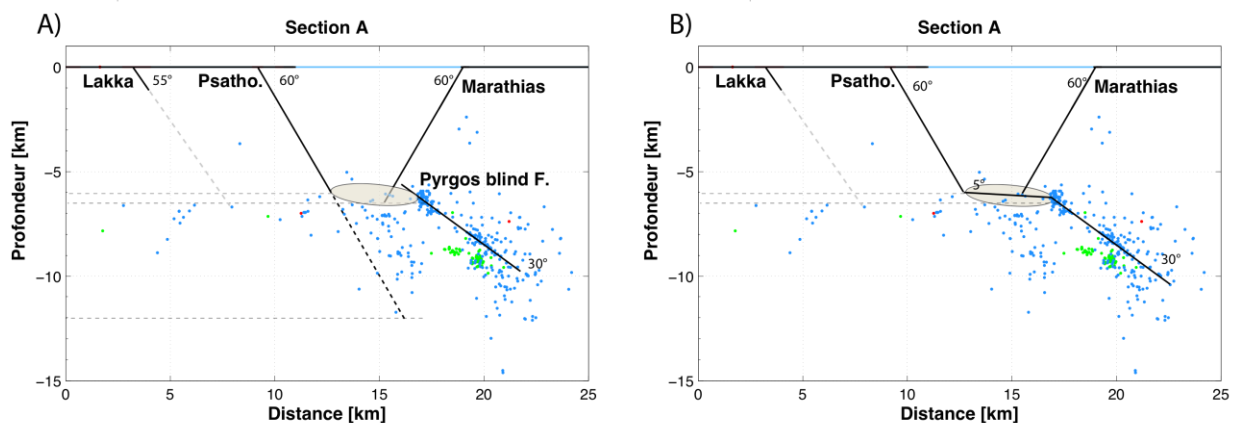 A)
Section A
0
−5
−10
−15
Profondeur [km]
Lakka
55°
Psatho.
60°
60°
Marathias
Pyrgos blind F.
30°
0 5 10 15 20 25
Distance [km]
B)
Section A
0
−5
−10
−15
Profondeur [km]
Lakka
Psatho.
60°
60°
Marathias
5°
30°
0 5 10 15 20 25
Distance [km]